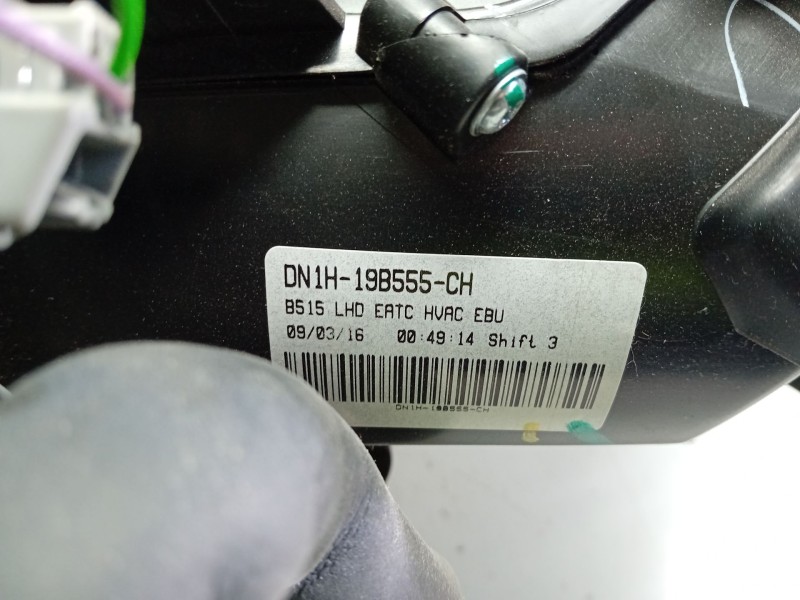 DN1H-19B555-CH
B515 LHD EATC HVAC EBU
09/03/16 00:49:14 Shift 3
DN1H-19B555-CH